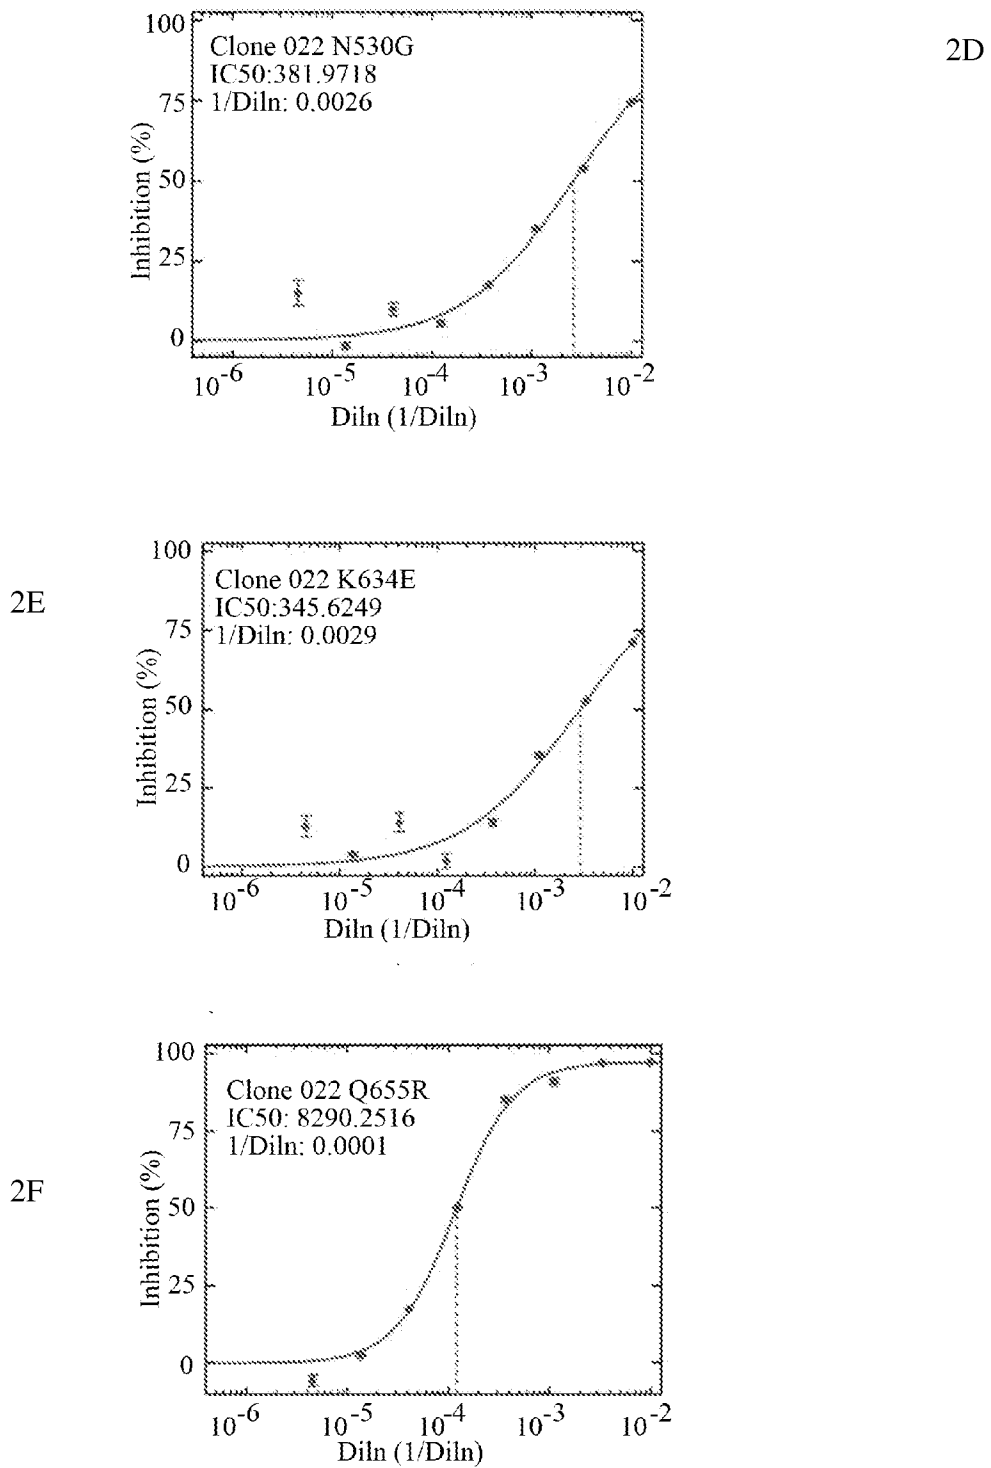 2D
100
75
50
25
0
Inhibition (%)
Clone 022 N530G
IC50:381.9718
1/Diln: 0.0026
10-6 10-5 10-4 10-3 10-2
Diln (1/Diln)
2E
100
75
50
25
0
Inhibition (%)
Clone 022 K634E
IC50:345.6249
1/Diln: 0.0029
10-6 10-5 10-4 10-3 10-2
Diln (1/Diln)
2F
100
75
50
25
0
Inhibition (%)
Clone 022 Q655R
IC50: 8290.2516
1/Diln: 0.0001
10-6 10-5 10-4 10-3 10-2
Diln (1/Diln)